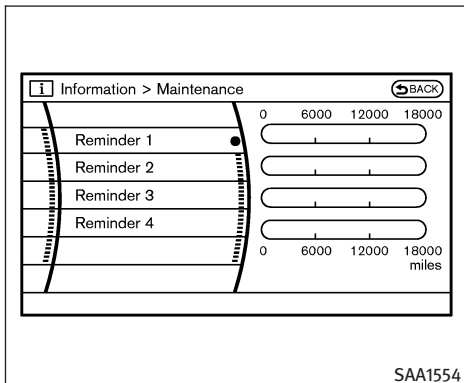 i Information > Maintenance BACK
0 6000 12000 18000
Reminder 1
Reminder 2
Reminder 3
Reminder 4
0 6000 12000 18000
miles
SAA1554